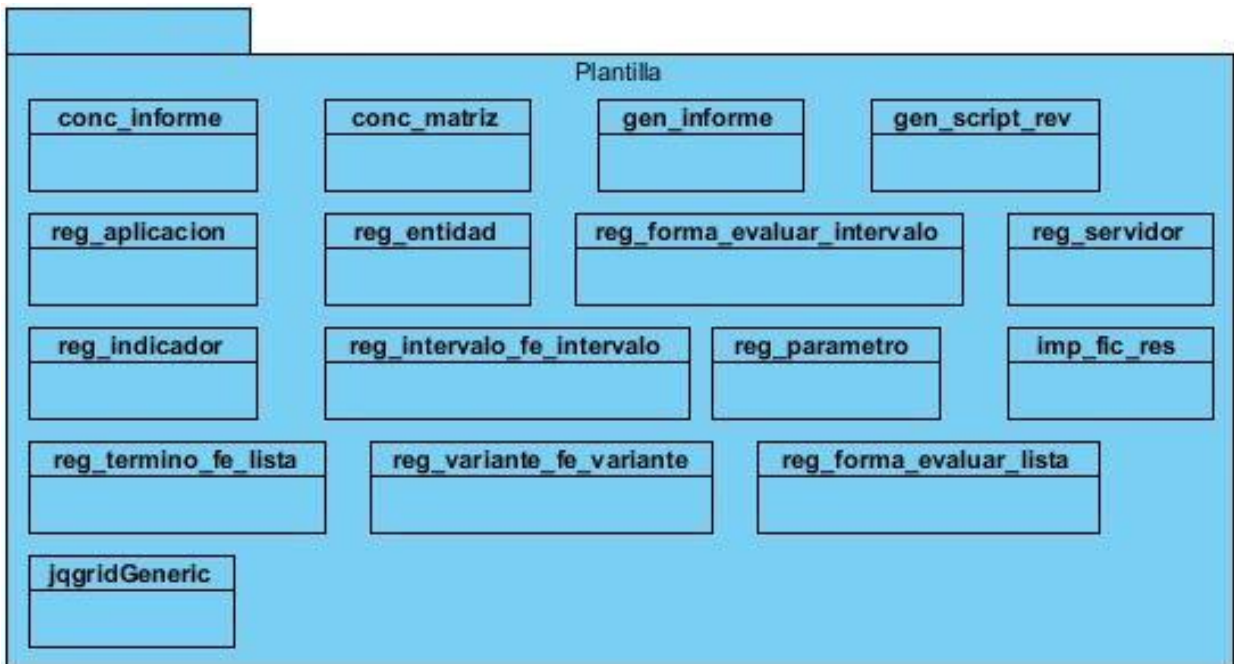 Plantilla
conc_informe conc_matriz gen_informe gen_script_rev
reg_aplicacion reg_entidad reg_forma_evaluar_intervalo reg_servidor
reg_indicador reg_intervalo_fe_intervalo reg_parametro imp_fic_res
reg_termino_fe_lista reg_variante_fe_variante reg_forma_evaluar_lista
jqgridGeneric